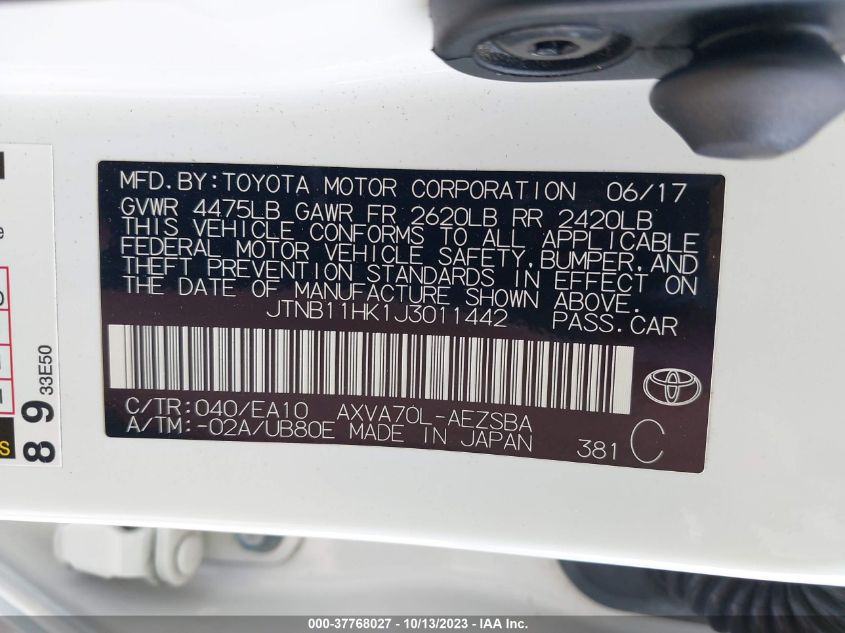 MFD.BY:TOYOTA MOTOR CORPORATION 06/17
GVWR 4475LB GAWR FR 2620LB RR 2420LB
THIS VEHICLE CONFORMS TO ALL APPLICABLE
FEDERAL MOTOR VEHICLE SAFETY,BUMPER,AND
THEFT PREVENTION STANDARDS IN EFFECT ON
THE DATE OF MANUFACTURE SHOWN ABOVE.
JTNB11HK1J3011442 PASS.CAR
C/TR:040/EA10 AXVA70L-AEZSBA
A/TM:-02A/UB80E MADE IN JAPAN 381 C
89 33E50
000-37768027 - 10/13/2023 - IAA Inc.